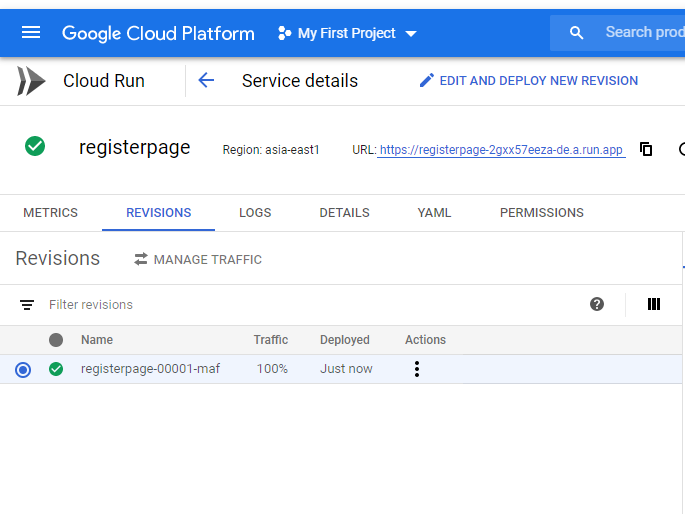 Google Cloud Platform My First Project Search prod
Cloud Run Service details EDIT AND DEPLOY NEW REVISION
registerpage Region: asia-east1 URL: https://registerpage-2gxx57eeza-de.a.run.app
METRICS REVISIONS LOGS DETAILS YAML PERMISSIONS
Revisions MANAGE TRAFFIC
Filter revisions
Name Traffic Deployed Actions
registerpage-00001-maf 100% Just now